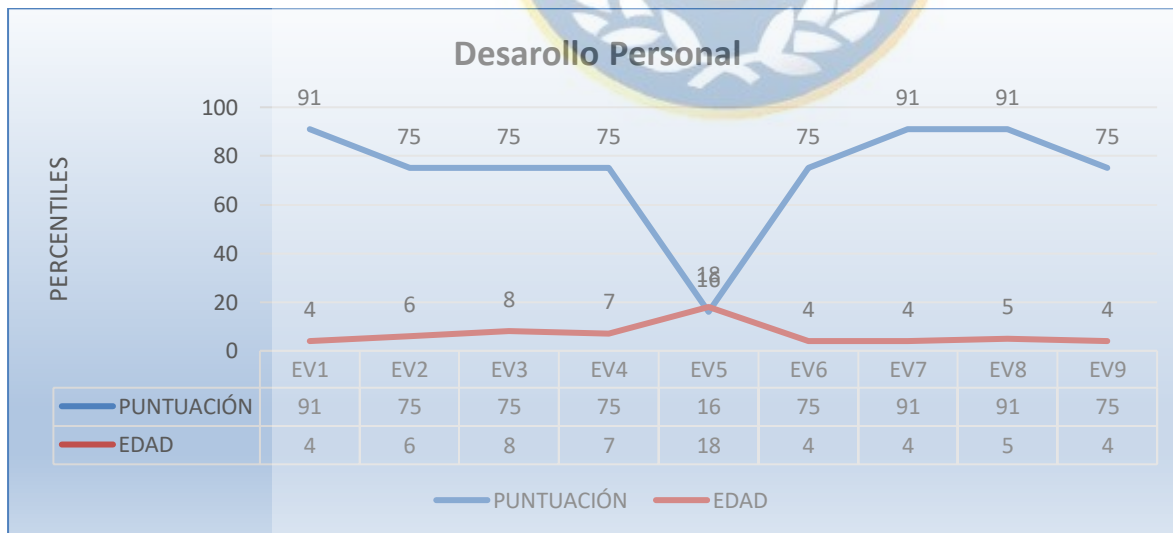 Desarollo Personal
PERCENTILES
100
80
60
40
20
0
91 75 75 75 16 75 91 91 75
4 6 8 7 18 4 4 5 4
EV1 EV2 EV3 EV4 EV5 EV6 EV7 EV8 EV9
PUNTUACIÓN 91 75 75 75 16 75 91 91 75
EDAD 4 6 8 7 18 4 4 5 4
PUNTUACIÓN EDAD